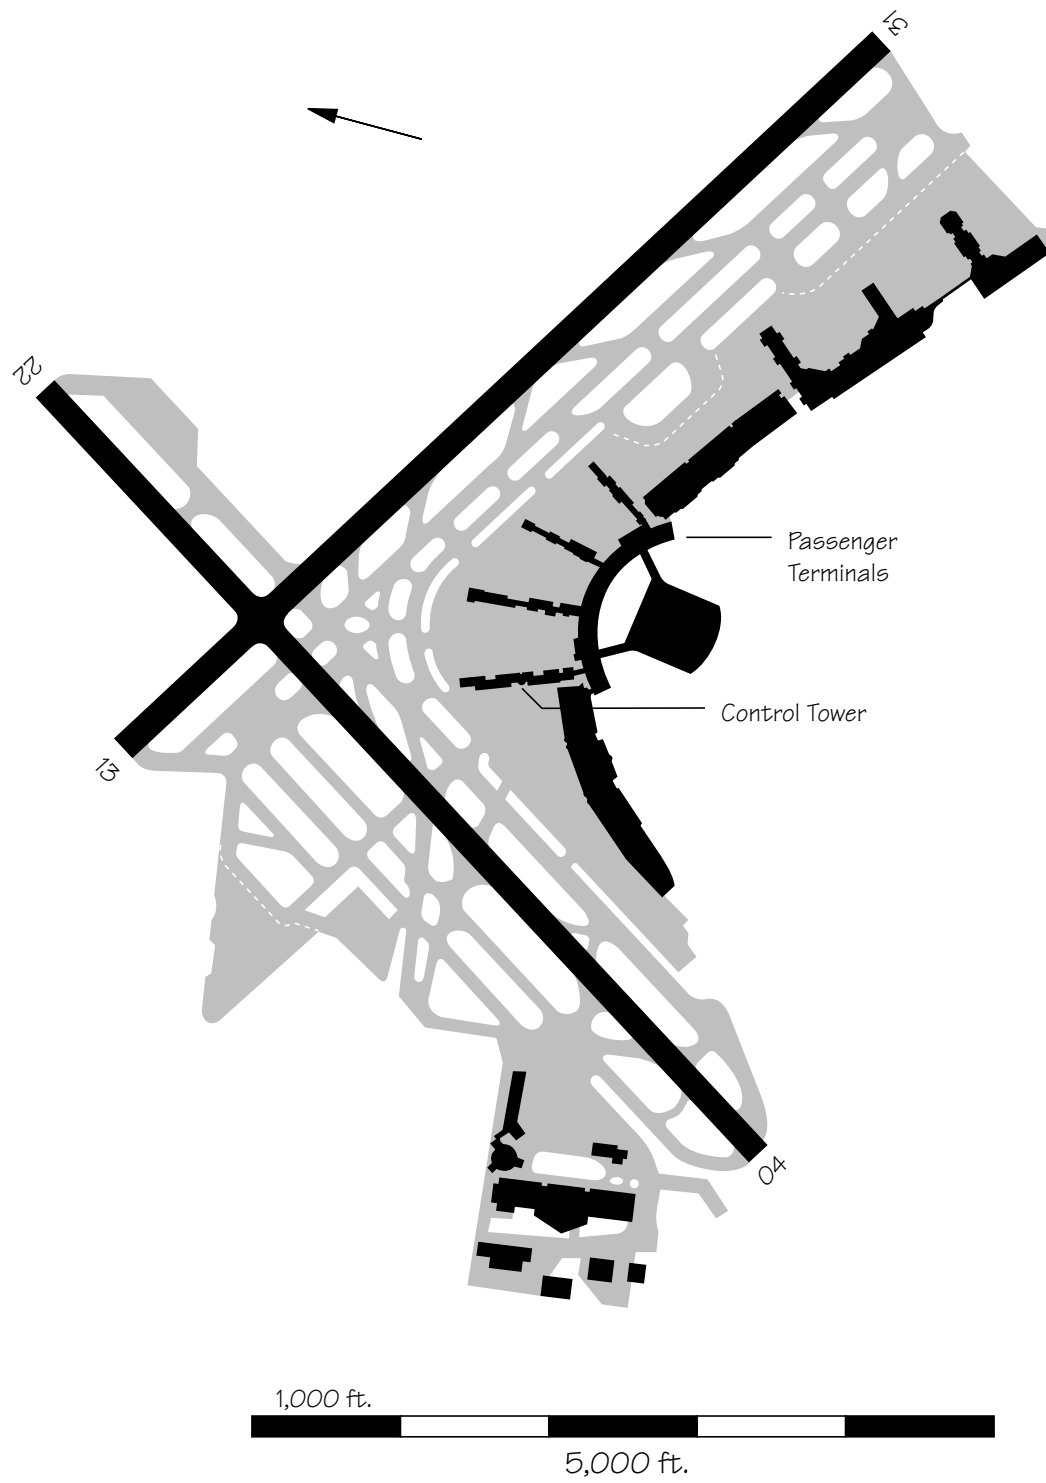 31
22
Passenger
Terminals
Control Tower
13
04
1,000 ft.
5,000 ft.